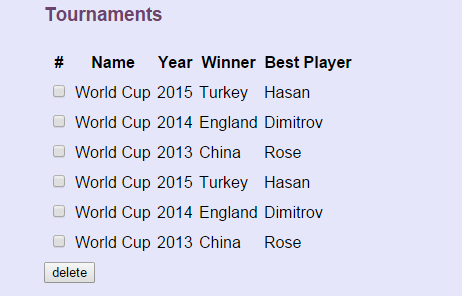 Tournaments
# Name Year Winner Best Player
World Cup 2015 Turkey Hasan
World Cup 2014 England Dimitrov
World Cup 2013 China Rose
World Cup 2015 Turkey Hasan
World Cup 2014 England Dimitrov
World Cup 2013 China Rose
delete